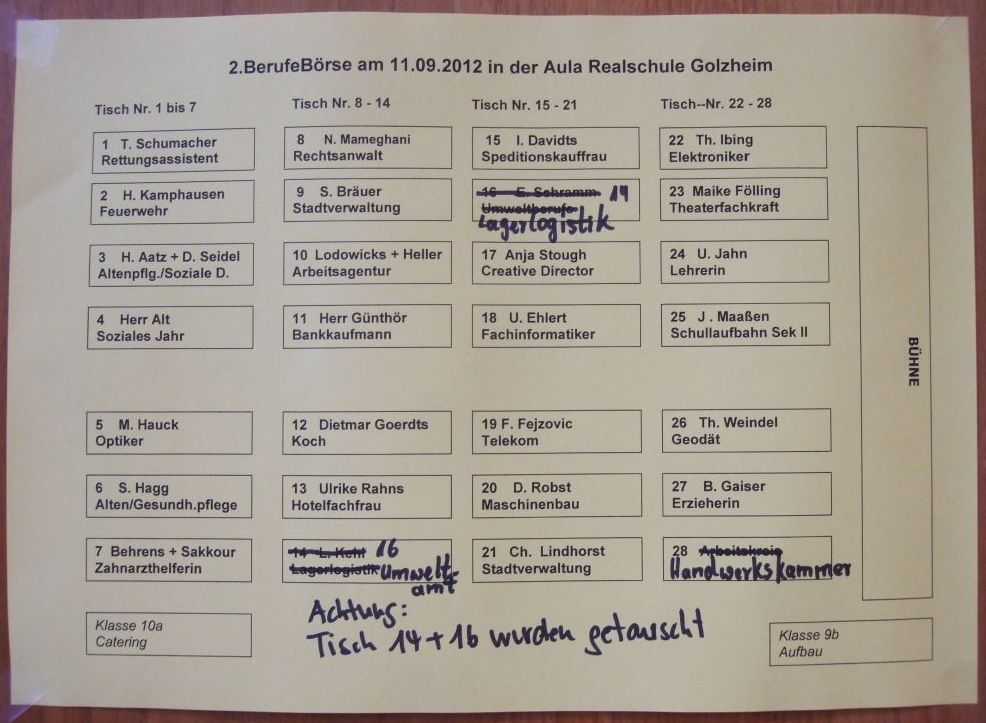 2.BerufeBörse am 11.09.2012 in der Aula Realschule Golzheim
Tisch Nr. 1 bis 7
1 T. Schumacher
Rettungsassistent
2 H. Kamphausen
Feuerwehr
3 H. Aatz + D. Seidel
Altenpflg./Soziale D.
4 Herr Alt
Soziales Jahr
5 M. Hauck
Optiker
6 S. Hagg
Alten/Gesundh.pflege
7 Behrens + Sakkour
Zahnarzthelferin
Klasse 10a
Catering
Tisch Nr. 8 - 14
8 N. Mameghani
Rechtsanwalt
9 S. Bräuer
Stadtverwaltung
10 Lodowicks + Heller
Arbeitsagentur
11 Herr Günthör
Bankkaufmann
12 Dietmar Goerdts
Koch
13 Ulrike Rahns
Hotelfachfrau
14 L. Kehl 16
Lagerlogistik Umwelt-
amt
Tisch Nr. 15 - 21
15 I. Davidts
Speditionskauffrau
16 E. Schramm 14
Umweltberufe
Lagerlogistik
17 Anja Stough
Creative Director
18 U. Ehlert
Fachinformatiker
19 F. Fejzovic
Telekom
20 D. Robst
Maschinenbau
21 Ch. Lindhorst
Stadtverwaltung
Tisch--Nr. 22 - 28
22 Th. Ibing
Elektroniker
23 Maike Fölling
Theaterfachkraft
24 U. Jahn
Lehrerin
25 J . Maaßen
Schullaufbahn Sek II
26 Th. Weindel
Geodät
27 B. Gaiser
Erzieherin
28 Arbeitskreis
Handwerkskammer
BÜHNE
Achtung:
Tisch 14 + 16 wurden getauscht
Klasse 9b
Aufbau